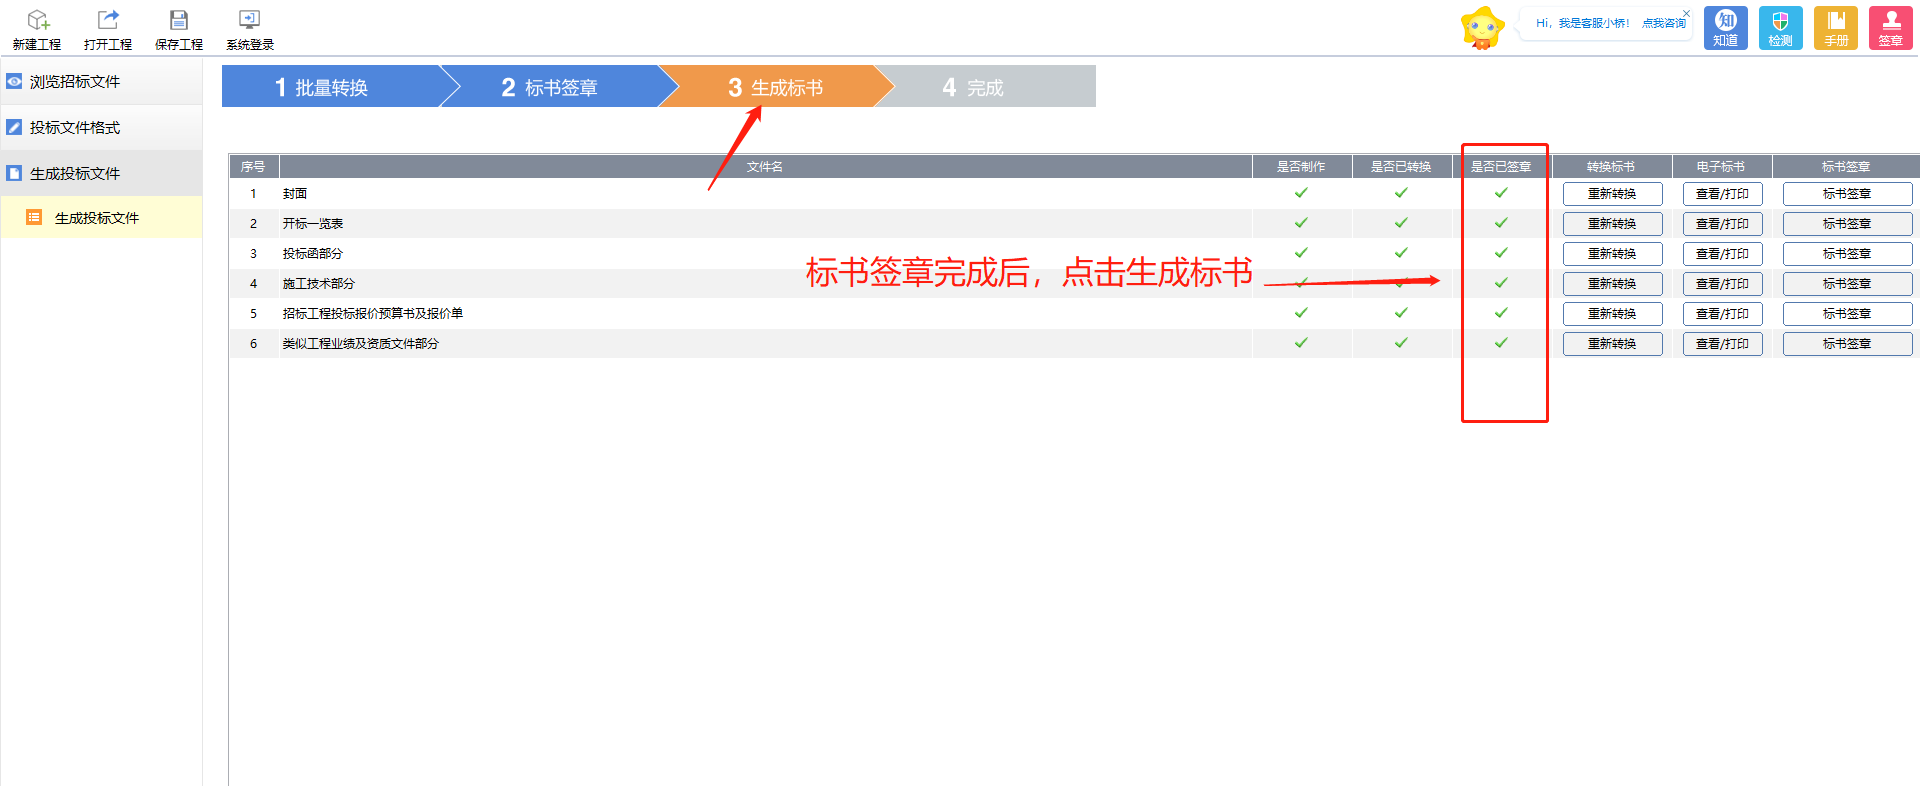 新建工程 打开工程 保存工程 系统登录
Hi，我是客服小桥！ 点我咨询
知 知道 检测 手册 签章
浏览招标文件
投标文件格式
生成投标文件
生成投标文件
1 批量转换 2 标书签章 3 生成标书 4 完成
序号 文件名 是否制作 是否已转换 是否已签章 转换标书 电子标书 标书签章
1 封面 重新转换 查看/打印 标书签章
2 开标一览表 重新转换 查看/打印 标书签章
3 投标函部分 重新转换 查看/打印 标书签章
4 施工技术部分 重新转换 查看/打印 标书签章
5 招标工程投标报价预算书及报价单 重新转换 查看/打印 标书签章
6 类似工程业绩及资质文件部分 重新转换 查看/打印 标书签章
标书签章完成后，点击生成标书